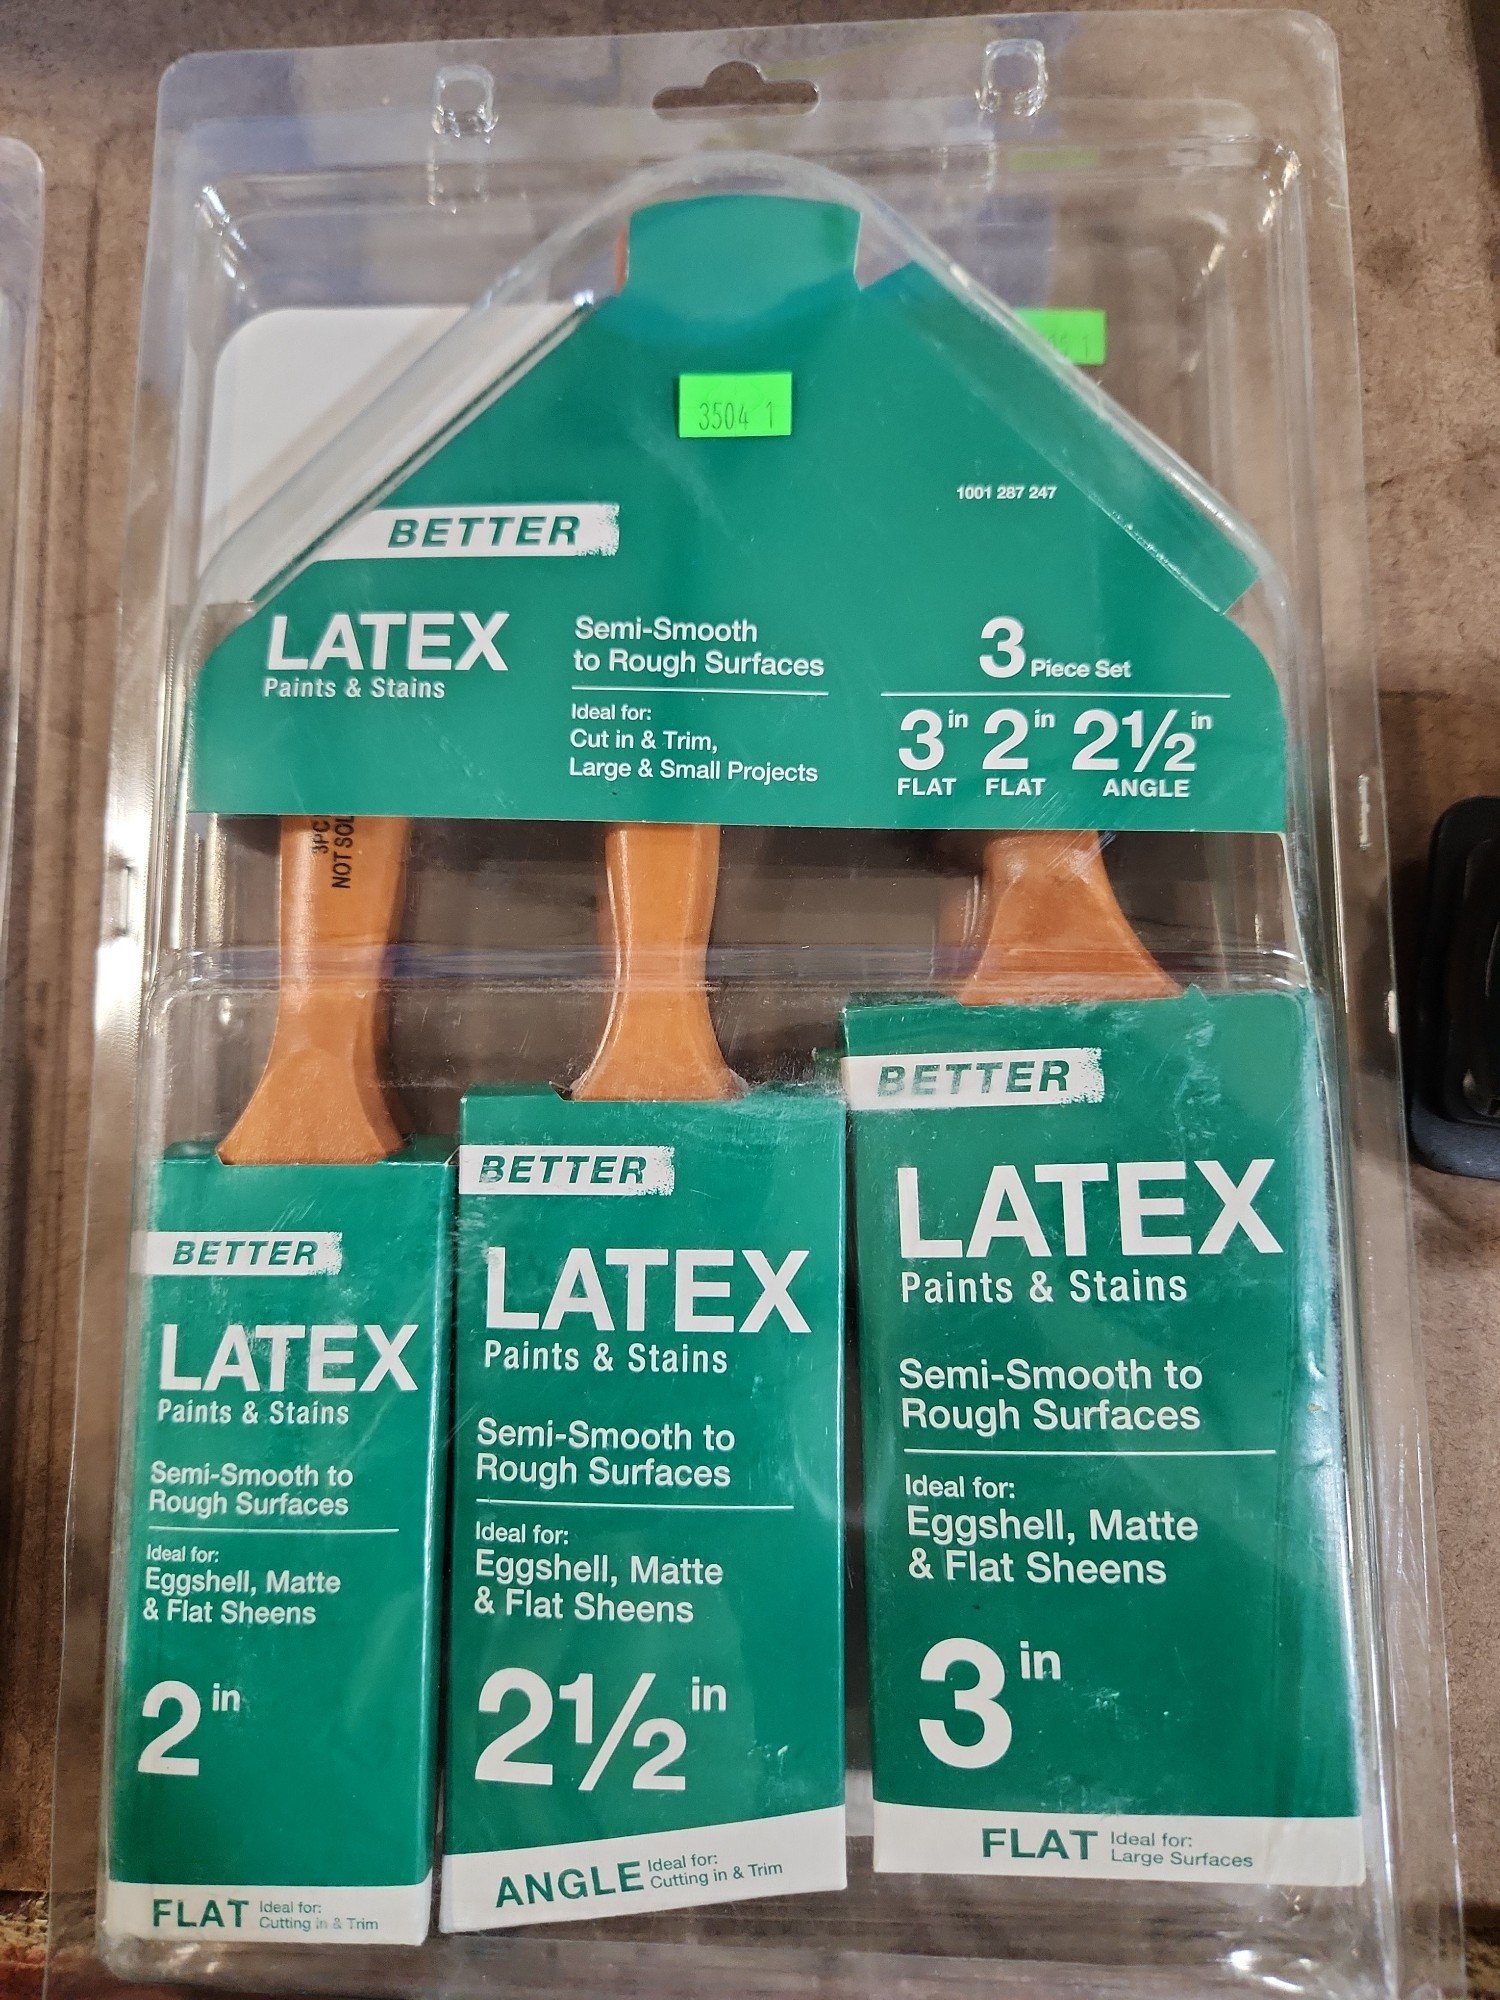 3504 1
1001 287 247
BETTER
LATEX
Paints & Stains
Semi-Smooth
to Rough Surfaces
Ideal for:
Cut in & Trim,
Large & Small Projects
3 Piece Set
3 in 2 in 2½ in
FLAT FLAT ANGLE
3PC
NOT
BETTER
LATEX
Paints & Stains
Semi-Smooth to
Rough Surfaces
Ideal for:
Eggshell, Matte
& Flat Sheens
2 in
FLAT Ideal for:
Cutting in & Trim
BETTER
LATEX
Paints & Stains
Semi-Smooth to
Rough Surfaces
Ideal for:
Eggshell, Matte
& Flat Sheens
2½ in
ANGLE Ideal for:
Cutting in & Trim
BETTER
LATEX
Paints & Stains
Semi-Smooth to
Rough Surfaces
Ideal for:
Eggshell, Matte
& Flat Sheens
3 in
FLAT Ideal for:
Large Surfaces